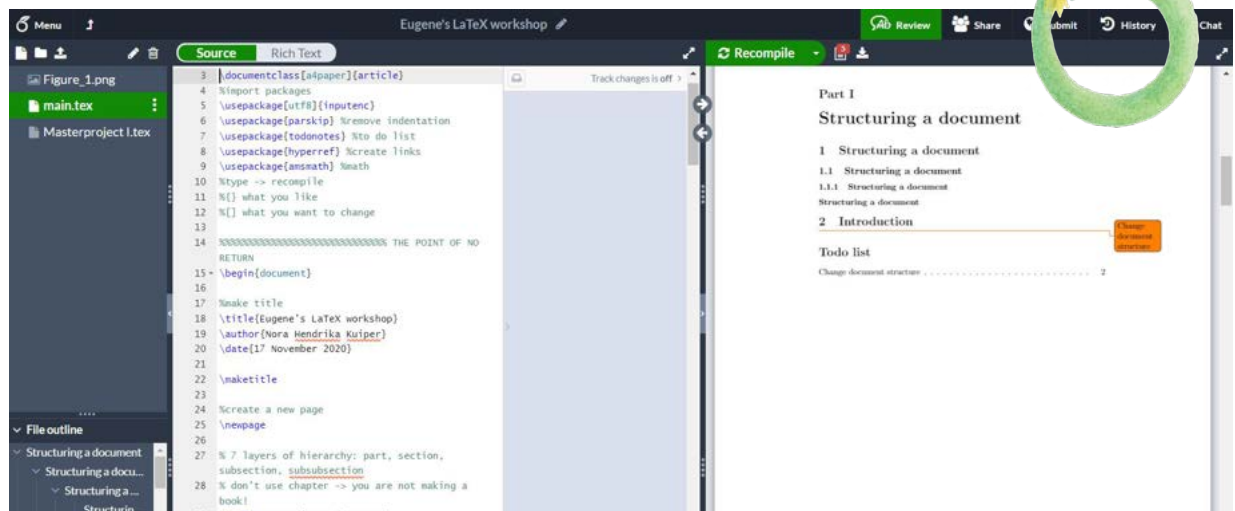 Menu
Eugene's LaTeX workshop
Review
Share
Submit
History
Chat
Source
Rich Text
Recompile
Figure_1.png
main.tex
Masterproject I.tex
File outline
Structuring a document
Structuring a docu...
Structuring a ...
Structurin
Track changes is off
3 \documentclass[a4paper]{article}
4 %import packages
5 \usepackage[utf8]{inputenc}
6 \usepackage{parskip} %remove indentation
7 \usepackage{todonotes} %to do list
8 \usepackage{hyperref} %create links
9 \usepackage{amsmath} %math
10 %type -> recompile
11 %{} what you like
12 %[] what you want to change
13
14 %%%%%%%%%%%%%%%%%%%%%%%%%%%%% THE POINT OF NO
RETURN
15 \begin{document}
16
17 %make title
18 \title{Eugene's LaTeX workshop}
19 \author{Nora Hendrika Kuiper}
20 \date{17 November 2020}
21
22 \maketitle
23
24 %create a new page
25 \newpage
26
27 % 7 layers of hierarchy: part, section,
subsection, subsubsection
28 % don't use chapter -> you are not making a
book!
Part I
Structuring a document
1 Structuring a document
1.1 Structuring a document
1.1.1 Structuring a document
Structuring a document
2 Introduction
Change
document
structure
Todo list
Change document structure . . . . . . . . . . . . . . . . . . . . . . . . . . 2